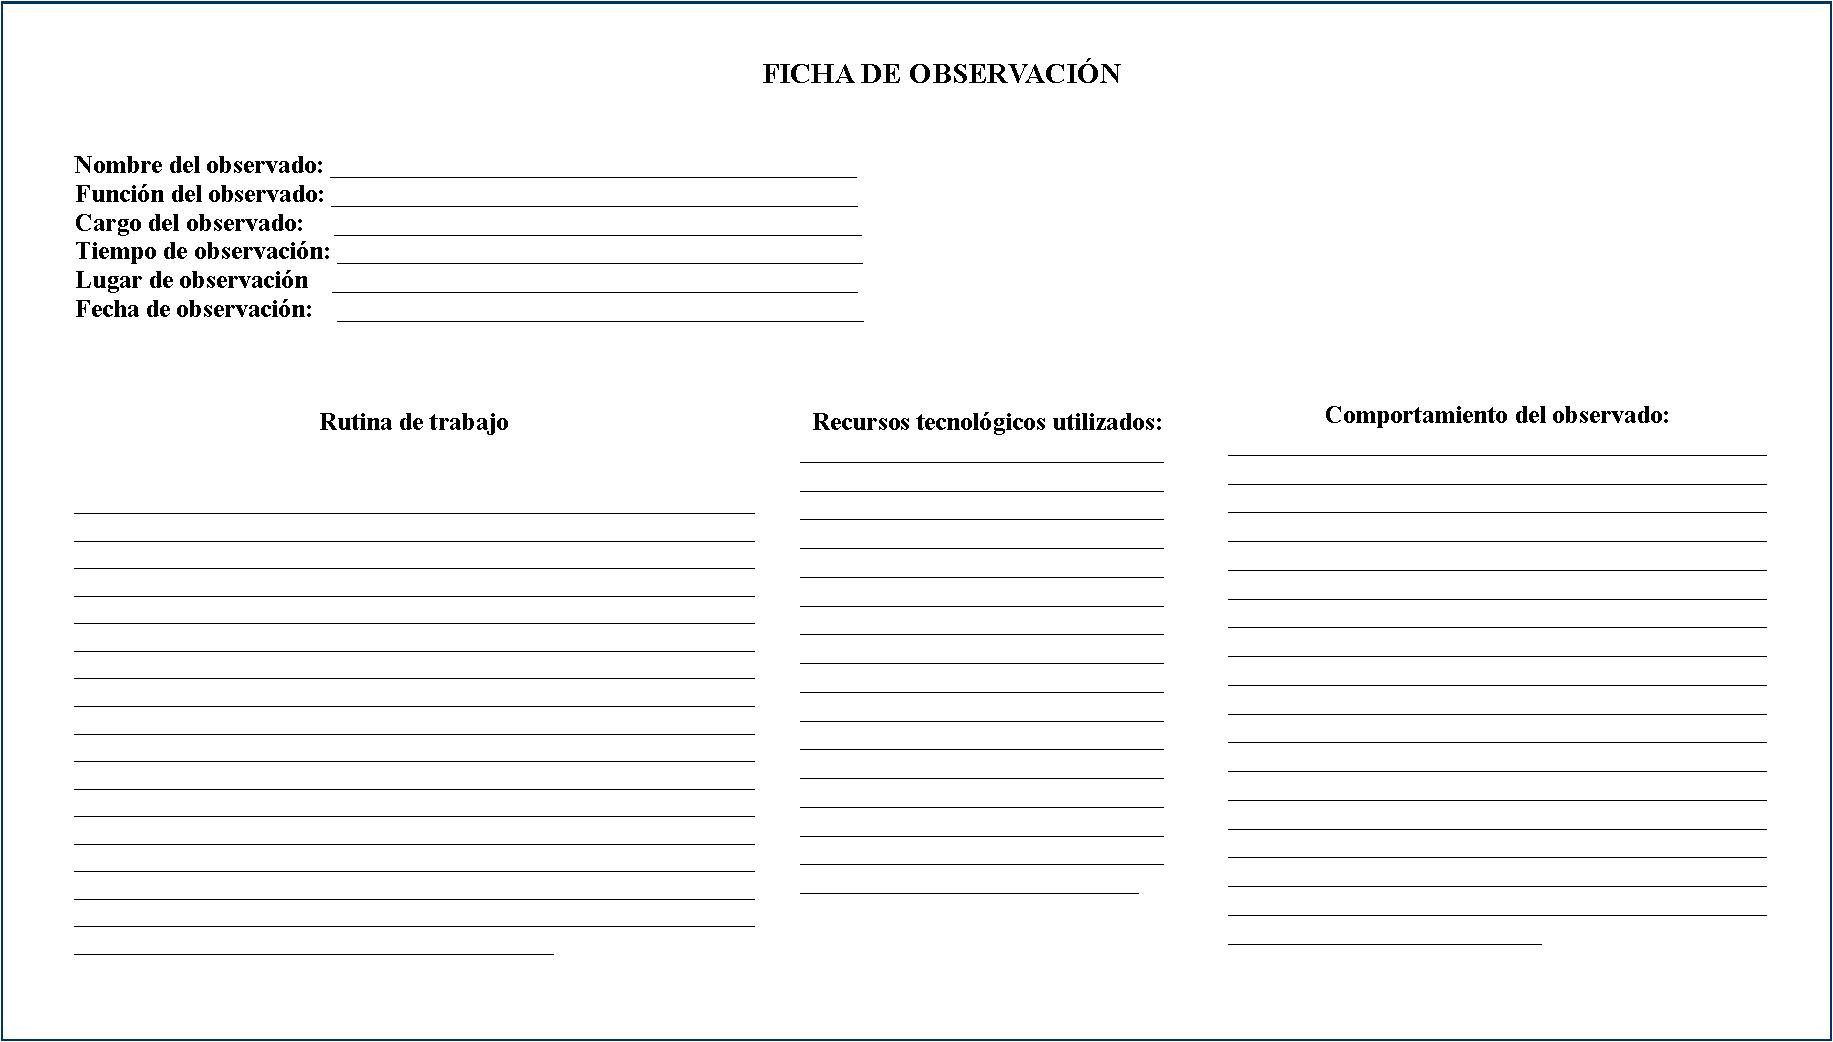 FICHA DE OBSERVACIÓN
Nombre del observado:
Función del observado:
Cargo del observado:
Tiempo de observación:
Lugar de observación
Fecha de observación:
Rutina de trabajo
Recursos tecnológicos utilizados:
Comportamiento del observado: